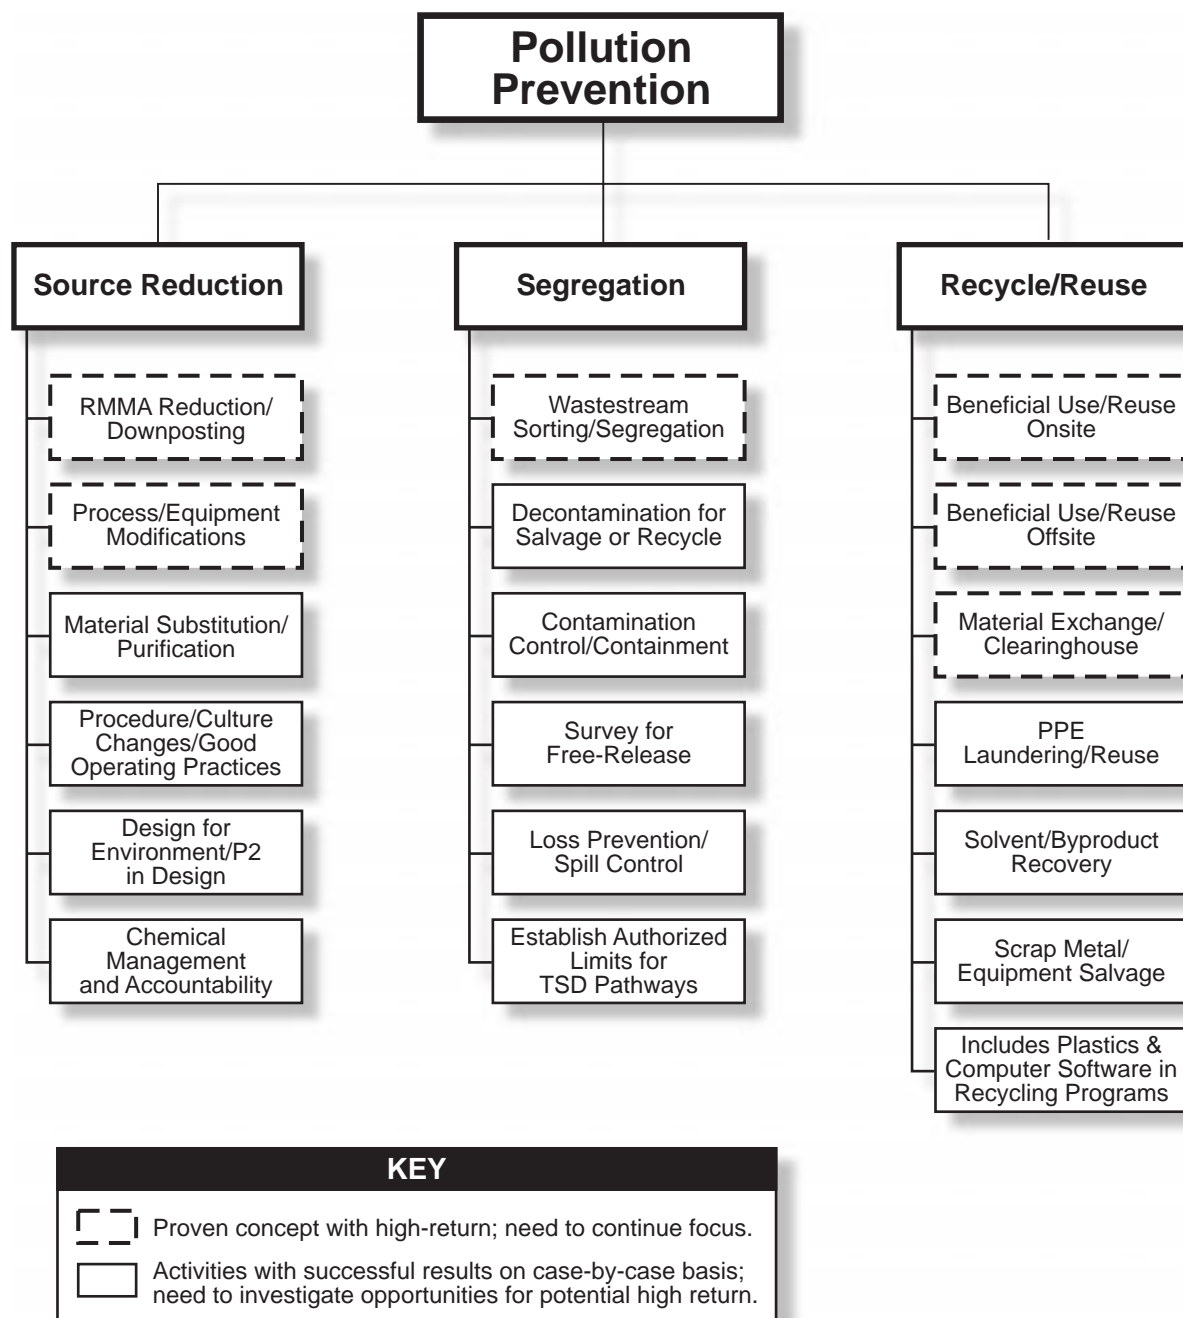 Pollution
Prevention
Source Reduction
RMMA Reduction/
Downposting
Process/Equipment
Modifications
Material Substitution/
Purification
Procedure/Culture
Changes/Good
Operating Practices
Design for
Environment/P2
in Design
Chemical
Management
and Accountability
Segregation
Wastestream
Sorting/Segregation
Decontamination for
Salvage or Recycle
Contamination
Control/Containment
Survey for
Free-Release
Loss Prevention/
Spill Control
Establish Authorized
Limits for
TSD Pathways
Recycle/Reuse
Beneficial Use/Reuse
Onsite
Beneficial Use/Reuse
Offsite
Material Exchange/
Clearinghouse
PPE
Laundering/Reuse
Solvent/Byproduct
Recovery
Scrap Metal/
Equipment Salvage
Includes Plastics &
Computer Software in
Recycling Programs
KEY
Proven concept with high-return; need to continue focus.
Activities with successful results on case-by-case basis;
need to investigate opportunities for potential high return.